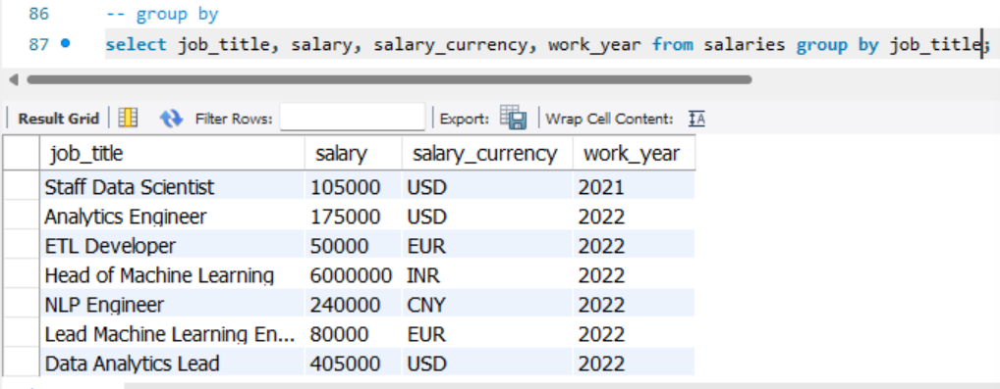 86 -- group by
87 select job_title, salary, salary_currency, work_year from salaries group by job_title;
Result Grid Filter Rows: Export: Wrap Cell Content: IA
job_title salary salary_currency work_year
Staff Data Scientist 105000 USD 2021
Analytics Engineer 175000 USD 2022
ETL Developer 50000 EUR 2022
Head of Machine Learning 6000000 INR 2022
NLP Engineer 240000 CNY 2022
Lead Machine Learning En... 80000 EUR 2022
Data Analytics Lead 405000 USD 2022